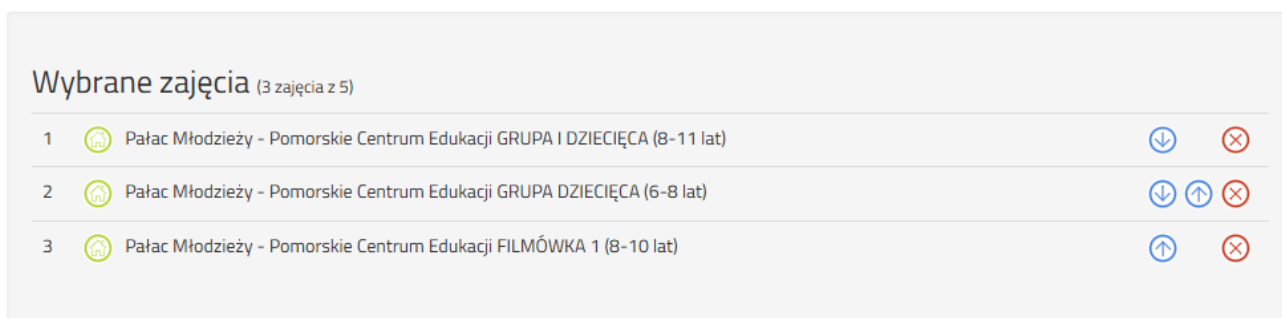 Wybrane zajęcia (3 zajęcia z 5)
1 Pałac Młodzieży - Pomorskie Centrum Edukacji GRUPA I DZIECIĘCA (8-11 lat)
2 Pałac Młodzieży - Pomorskie Centrum Edukacji GRUPA DZIECIĘCA (6-8 lat)
3 Pałac Młodzieży - Pomorskie Centrum Edukacji FILMÓWKA 1 (8-10 lat)